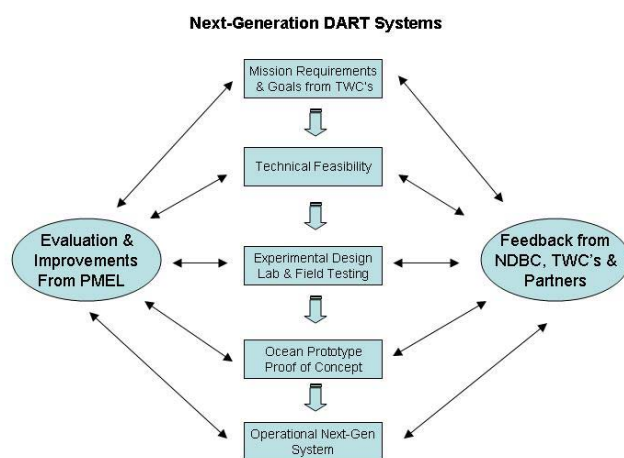 Next-Generation DART Systems
Mission Requirements
& Goals from TWC's
Technical Feasibility
Evaluation &
Improvements
From PMEL
Experimental Design
Lab & Field Testing
Feedback from
NDBC, TWC's &
Partners
Ocean Prototype
Proof of Concept
Operational Next-Gen
System